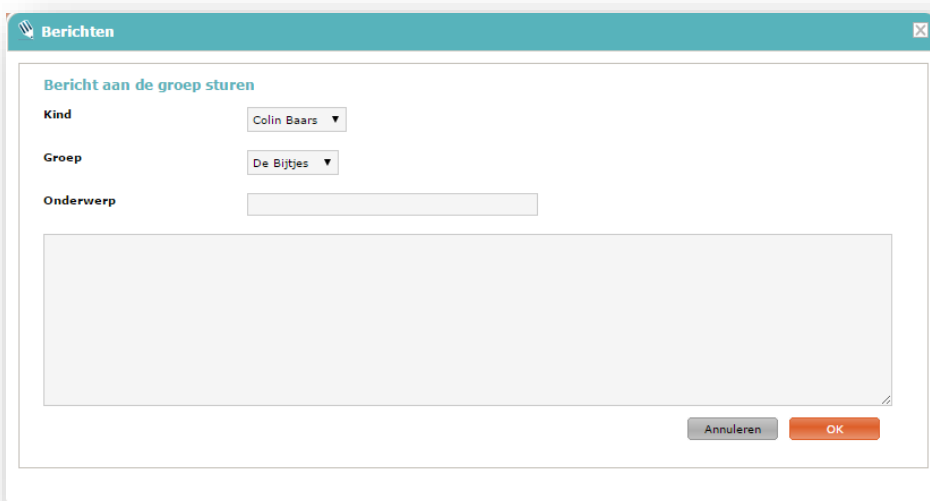 Berichten
Bericht aan de groep sturen
Kind
Colin Baars
Groep
De Bijtjes
Onderwerp
Annuleren
OK